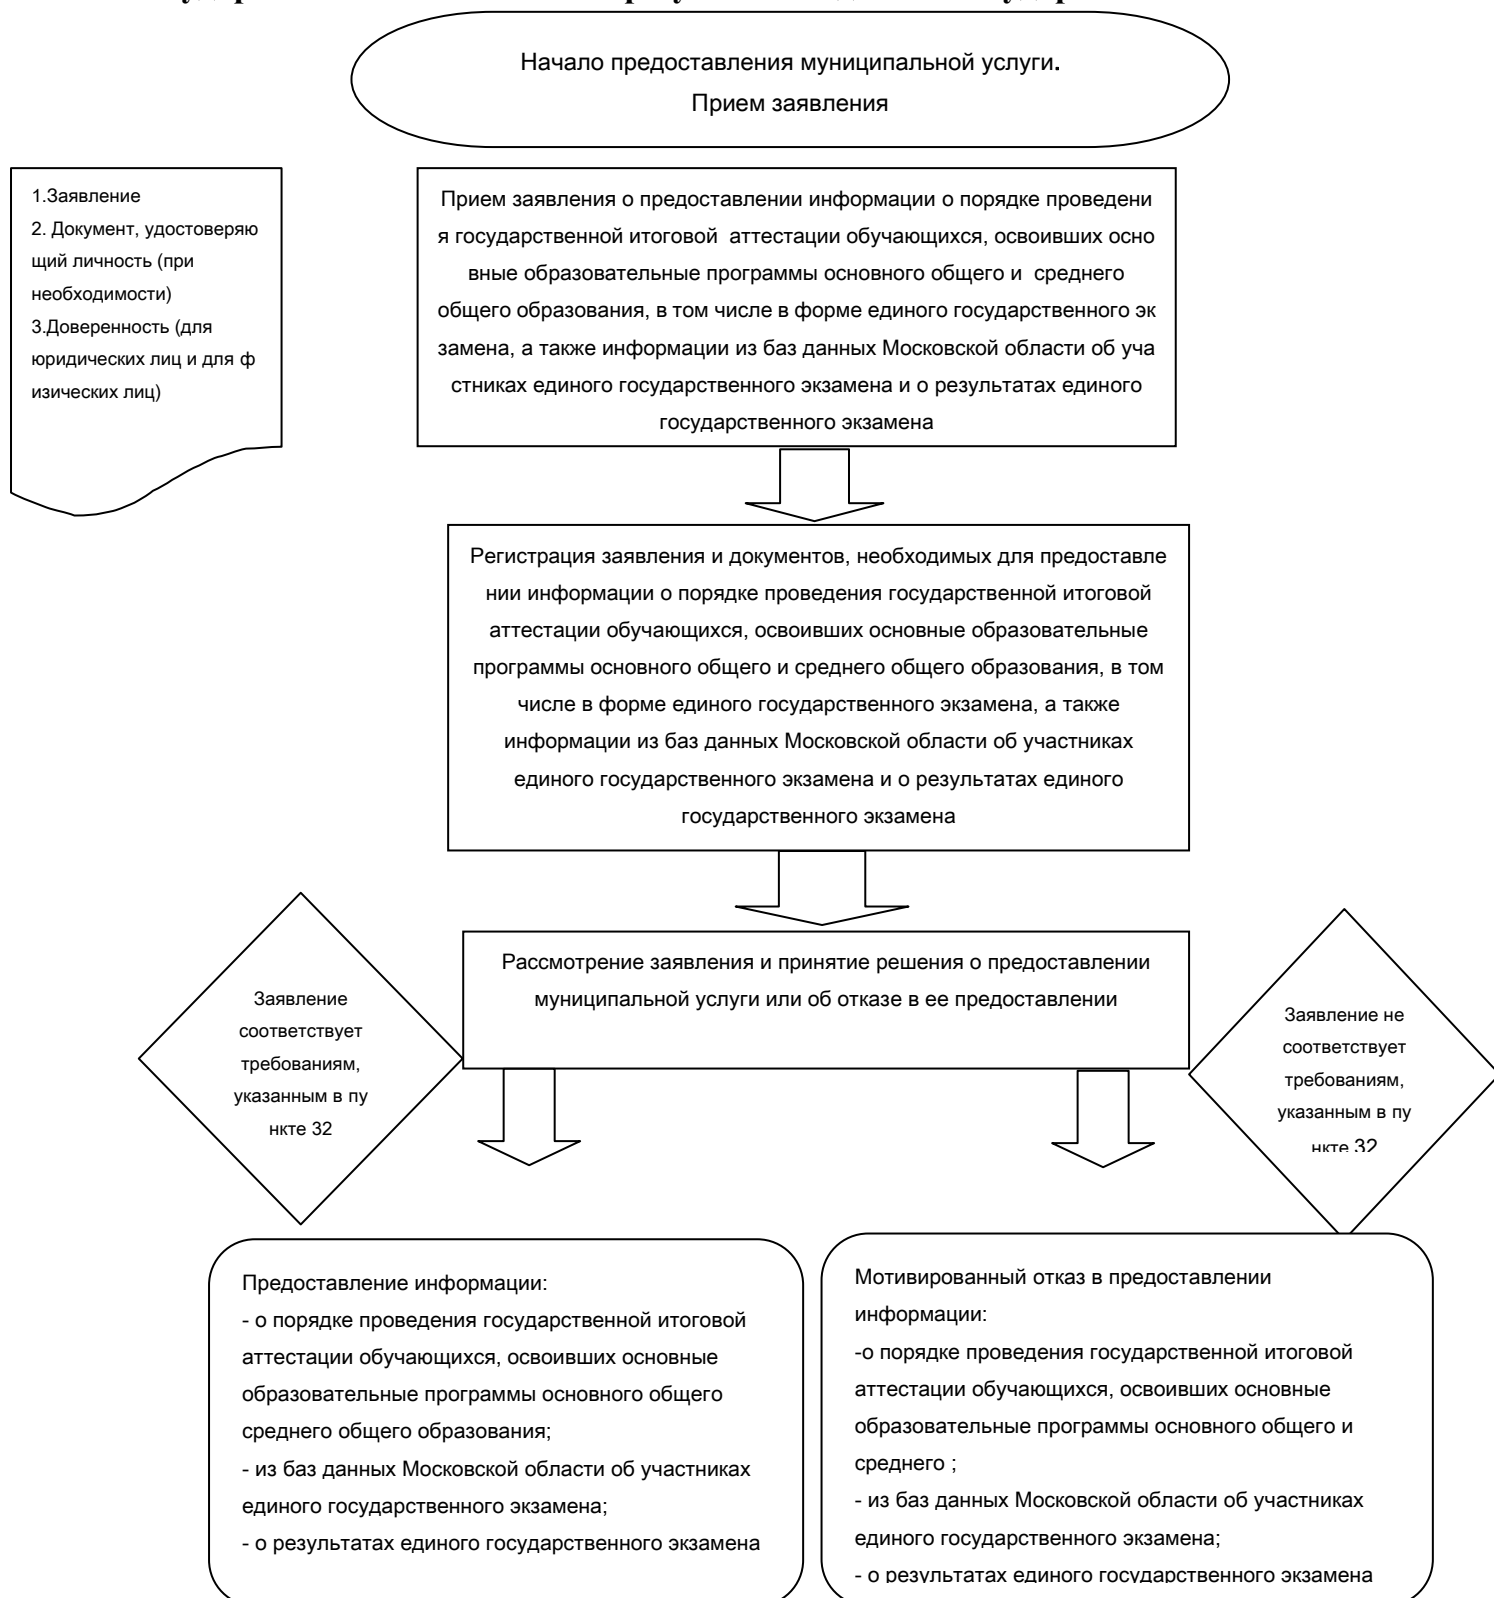 Начало предоставления муниципальной услуги.
Прием заявления
1.Заявление
2. Документ, удостоверяю
щий личность (при
необходимости)
3.Доверенность (для
юридических лиц и для ф
изических лиц)
Прием заявления о предоставлении информации о порядке проведени
я государственной итоговой аттестации обучающихся, освоивших осно
вные образовательные программы основного общего и среднего
общего образования, в том числе в форме единого государственного эк
замена, а также информации из баз данных Московской области об уча
стниках единого государственного экзамена и о результатах единого
государственного экзамена
Регистрация заявления и документов, необходимых для предоставле
нии информации о порядке проведения государственной итоговой
аттестации обучающихся, освоивших основные образовательные
программы основного общего и среднего общего образования, в том
числе в форме единого государственного экзамена, а также
информации из баз данных Московской области об участниках
единого государственного экзамена и о результатах единого
государственного экзамена
Рассмотрение заявления и принятие решения о предоставлении
муниципальной услуги или об отказе в ее предоставлении
Заявление
соответствует
требованиям,
указанным в пу
нкте 32
Заявление не
соответствует
требованиям,
указанным в пу
нкте 32
Предоставление информации:
- о порядке проведения государственной итоговой
аттестации обучающихся, освоивших основные
образовательные программы основного общего
среднего общего образования;
- из баз данных Московской области об участниках
единого государственного экзамена;
- о результатах единого государственного экзамена
Мотивированный отказ в предоставлении
информации:
-о порядке проведения государственной итоговой
аттестации обучающихся, освоивших основные
образовательные программы основного общего и
среднего ;
- из баз данных Московской области об участниках
единого государственного экзамена;
- о результатах единого государственного экзамена